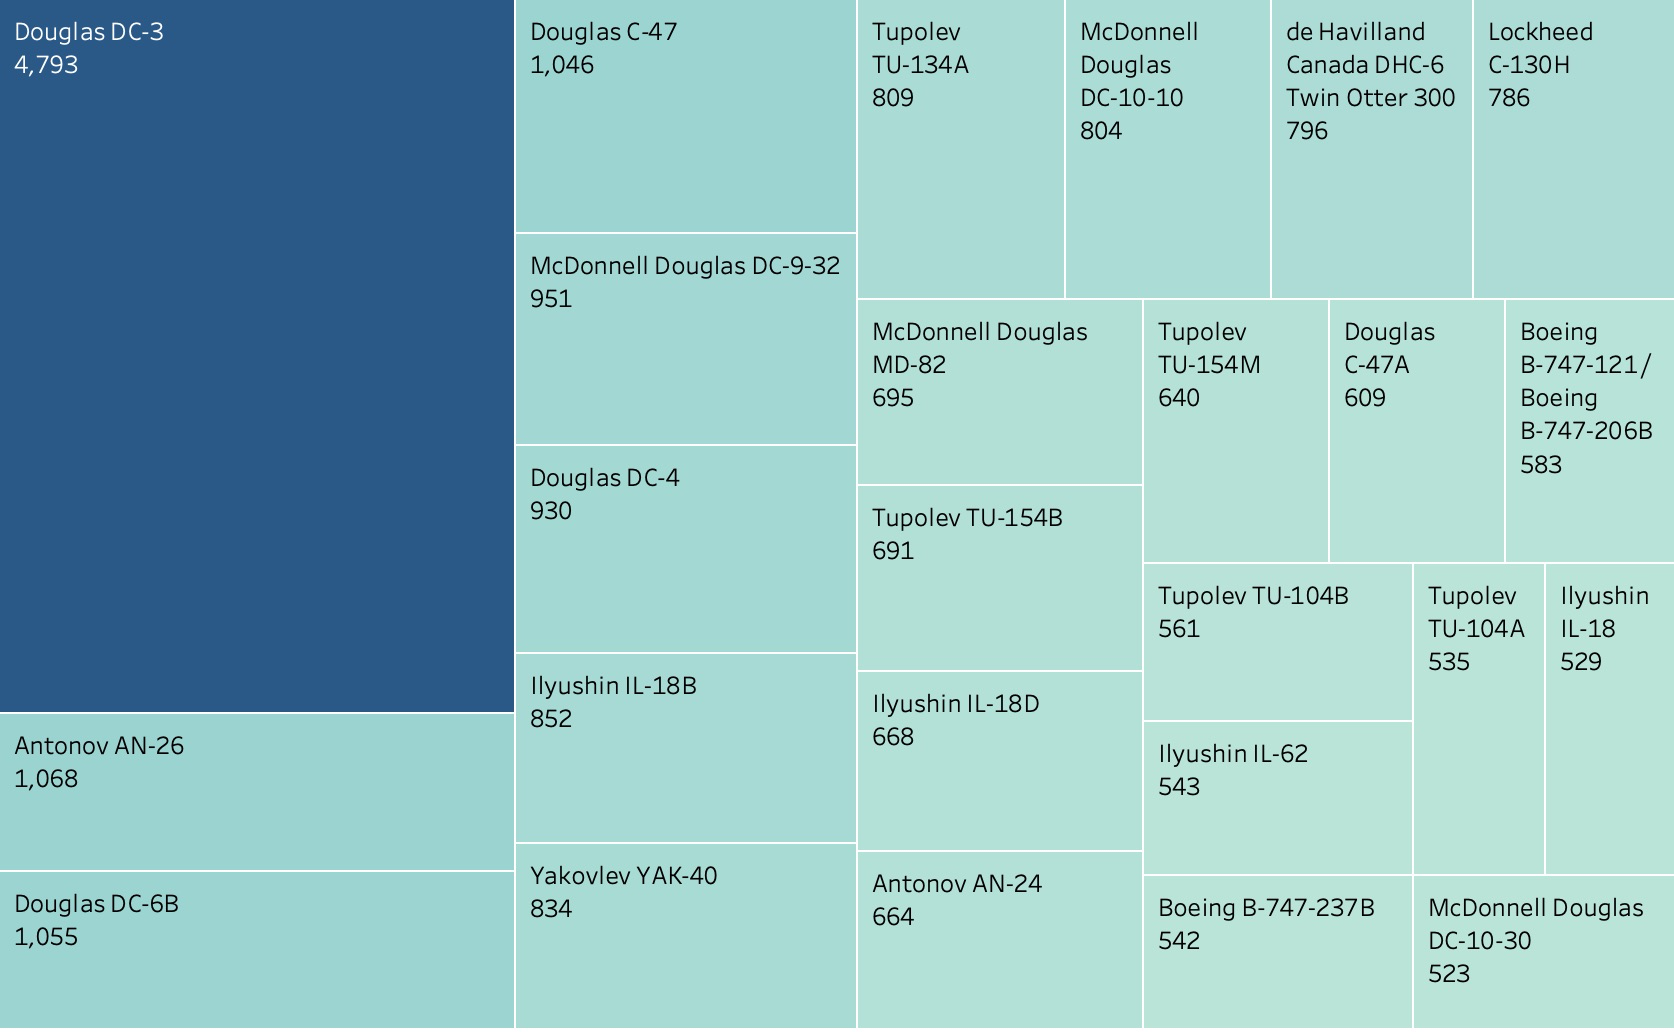 Douglas DC-3
4,793
Antonov AN-26
1,068
Douglas DC-6B
1,055
Douglas C-47
1,046
McDonnell Douglas DC-9-32
951
Douglas DC-4
930
Ilyushin IL-18B
852
Yakovlev YAK-40
834
Tupolev
TU-134A
809
McDonnell
Douglas
DC-10-10
804
de Havilland
Canada DHC-6
Twin Otter 300
796
Lockheed
C-130H
786
McDonnell Douglas
MD-82
695
Tupolev TU-154B
691
Ilyushin IL-18D
668
Antonov AN-24
664
Tupolev
TU-154M
640
Douglas
C-47A
609
Boeing
B-747-121/
Boeing
B-747-206B
583
Tupolev TU-104B
561
Ilyushin IL-62
543
Boeing B-747-237B
542
Tupolev
TU-104A
535
Ilyushin
IL-18
529
McDonnell Douglas
DC-10-30
523